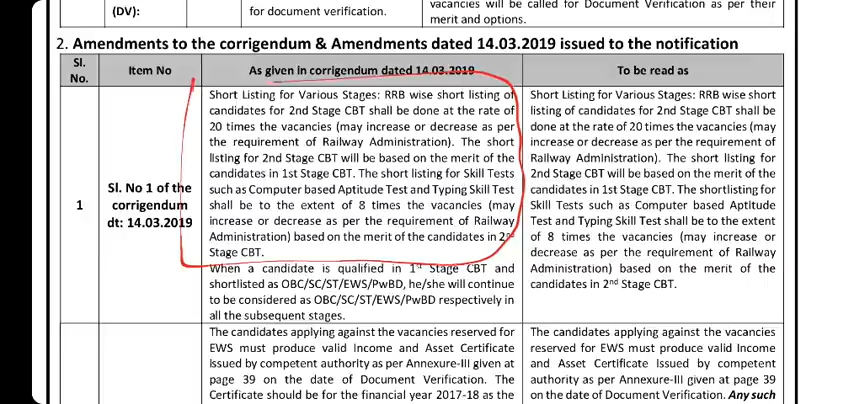 (DV):
for document verification.
vacancies will be called for Document Verification as per their
merit and options.
2. Amendments to the corrigendum & Amendments dated 14.03.2019 issued to the notification
Sl.
No.
Item No
As given in corrigendum dated 14.03.2019
To be read as
1
Sl. No 1 of the
corrigendum
dt: 14.03.2019
Short Listing for Various Stages: RRB wise short listing of
candidates for 2nd Stage CBT shall be done at the rate of
20 times the vacancies (may increase or decrease as per
the requirement of Railway Administration). The short
listing for 2nd Stage CBT will be based on the merit of the
candidates in 1st Stage CBT. The short listing for Skill Tests
such as Computer based Aptitude Test and Typing Skill Test
shall be to the extent of 8 times the vacancies (may
increase or decrease as per the requirement of Railway
Administration) based on the merit of the candidates in 2nd
Stage CBT.
When a candidate is qualified in 1st Stage CBT and
shortlisted as OBC/SC/ST/EWS/PwBD, he/she will continue
to be considered as OBC/SC/ST/EWS/PwBD respectively in
all the subsequent stages.
Short Listing for Various Stages: RRB wise short
listing of candidates for 2nd Stage CBT shall be
done at the rate of 20 times the vacancies (may
increase or decrease as per the requirement of
Railway Administration). The short listing for
2nd Stage CBT will be based on the merit of the
candidates in 1st Stage CBT. The shortlisting for
Skill Tests such as Computer based Aptitude
Test and Typing Skill Test shall be to the extent
of 8 times the vacancies (may increase or
decrease as per the requirement of Railway
Administration) based on the merit of the
candidates in 2nd Stage CBT.
The candidates applying against the vacancies reserved for
EWS must produce valid Income and Asset Certificate
issued by competent authority as per Annexure-III given at
page 39 on the date of Document Verification. The
Certificate should be for the financial year 2017-18 as the
The candidates applying against the vacancies
reserved for EWS must produce valid Income
and Asset Certificate issued by competent
authority as per Annexure-III given at page 39
on the date of Document Verification. Any such